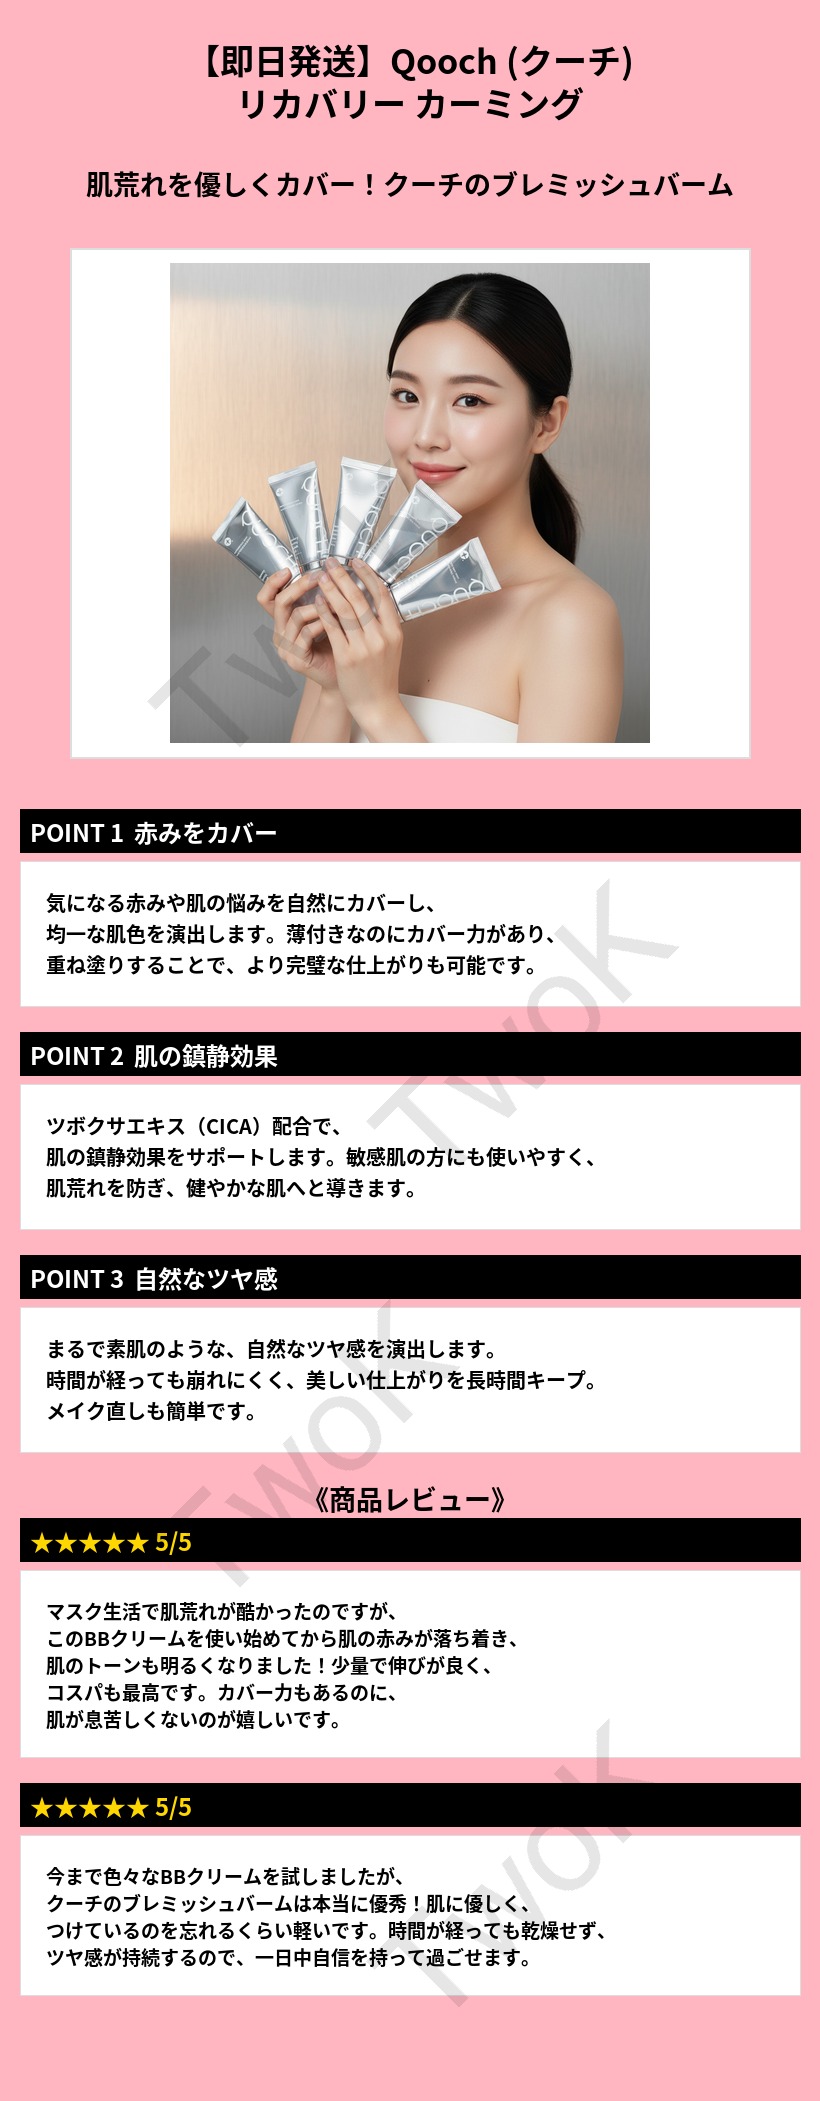 【即日発送】Qooch (クーチ)
リカバリー カーミング
肌荒れを優しくカバー！クーチのブレミッシュバーム
TwoK
POINT 1 赤みをカバー
気になる赤みや肌の悩みを自然にカバーし、
均一な肌色を演出します。薄付きなのにカバー力があり、
重ね塗りすることで、より完璧な仕上がりも可能です。
TwoK
POINT 2 肌の鎮静効果
ツボクサエキス（CICA）配合で、
肌の鎮静効果をサポートします。敏感肌の方にも使いやすく、
肌荒れを防ぎ、健やかな肌へと導きます。
POINT 3 自然なツヤ感
まるで素肌のような、自然なツヤ感を演出します。
時間が経っても崩れにくく、美しい仕上がりを長時間キープ。
メイク直しも簡単です。
TwoK
《商品レビュー》
★★★★★ 5/5
マスク生活で肌荒れが酷かったのですが、
このBBクリームを使い始めてから肌の赤みが落ち着き、
肌のトーンも明るくなりました！少量で伸びが良く、
コスパも最高です。カバー力もあるのに、
肌が息苦しくないのが嬉しいです。
★★★★★ 5/5
今まで色々なBBクリームを試しましたが、
クーチのブレミッシュバームは本当に優秀！肌に優しく、
つけているのを忘れるくらい軽いです。時間が経っても乾燥せず、
ツヤ感が持続するので、一日中自信を持って過ごせます。
TwoK